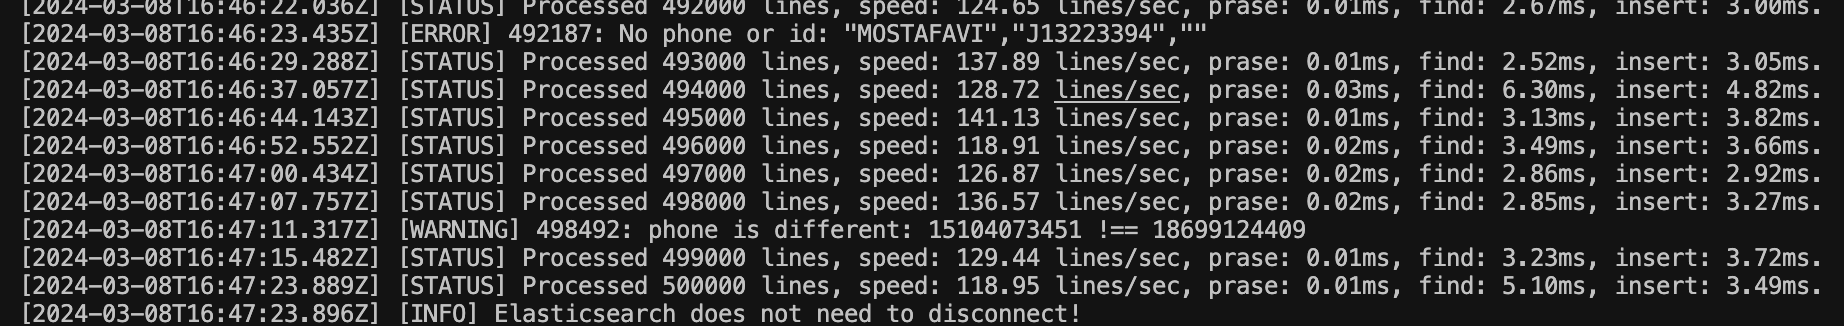 [2024-03-08T16:46:22.036Z] [STATUS] Processed 492000 lines, speed: 124.65 lines/sec, prase: 0.01ms, find: 2.67ms, insert: 3.00ms.
[2024-03-08T16:46:23.435Z] [ERROR] 492187: No phone or id: "MOSTAFAVI","J13223394",""
[2024-03-08T16:46:29.288Z] [STATUS] Processed 493000 lines, speed: 137.89 lines/sec, prase: 0.01ms, find: 2.52ms, insert: 3.05ms.
[2024-03-08T16:46:37.057Z] [STATUS] Processed 494000 lines, speed: 128.72 lines/sec, prase: 0.03ms, find: 6.30ms, insert: 4.82ms.
[2024-03-08T16:46:44.143Z] [STATUS] Processed 495000 lines, speed: 141.13 lines/sec, prase: 0.01ms, find: 3.13ms, insert: 3.82ms.
[2024-03-08T16:46:52.552Z] [STATUS] Processed 496000 lines, speed: 118.91 lines/sec, prase: 0.02ms, find: 3.49ms, insert: 3.66ms.
[2024-03-08T16:47:00.434Z] [STATUS] Processed 497000 lines, speed: 126.87 lines/sec, prase: 0.02ms, find: 2.86ms, insert: 2.92ms.
[2024-03-08T16:47:07.757Z] [STATUS] Processed 498000 lines, speed: 136.57 lines/sec, prase: 0.02ms, find: 2.85ms, insert: 3.27ms.
[2024-03-08T16:47:11.317Z] [WARNING] 498492: phone is different: 15104073451 !== 18699124409
[2024-03-08T16:47:15.482Z] [STATUS] Processed 499000 lines, speed: 129.44 lines/sec, prase: 0.01ms, find: 3.23ms, insert: 3.72ms.
[2024-03-08T16:47:23.889Z] [STATUS] Processed 500000 lines, speed: 118.95 lines/sec, prase: 0.01ms, find: 5.10ms, insert: 3.49ms.
[2024-03-08T16:47:23.896Z] [INFO] Elasticsearch does not need to disconnect!